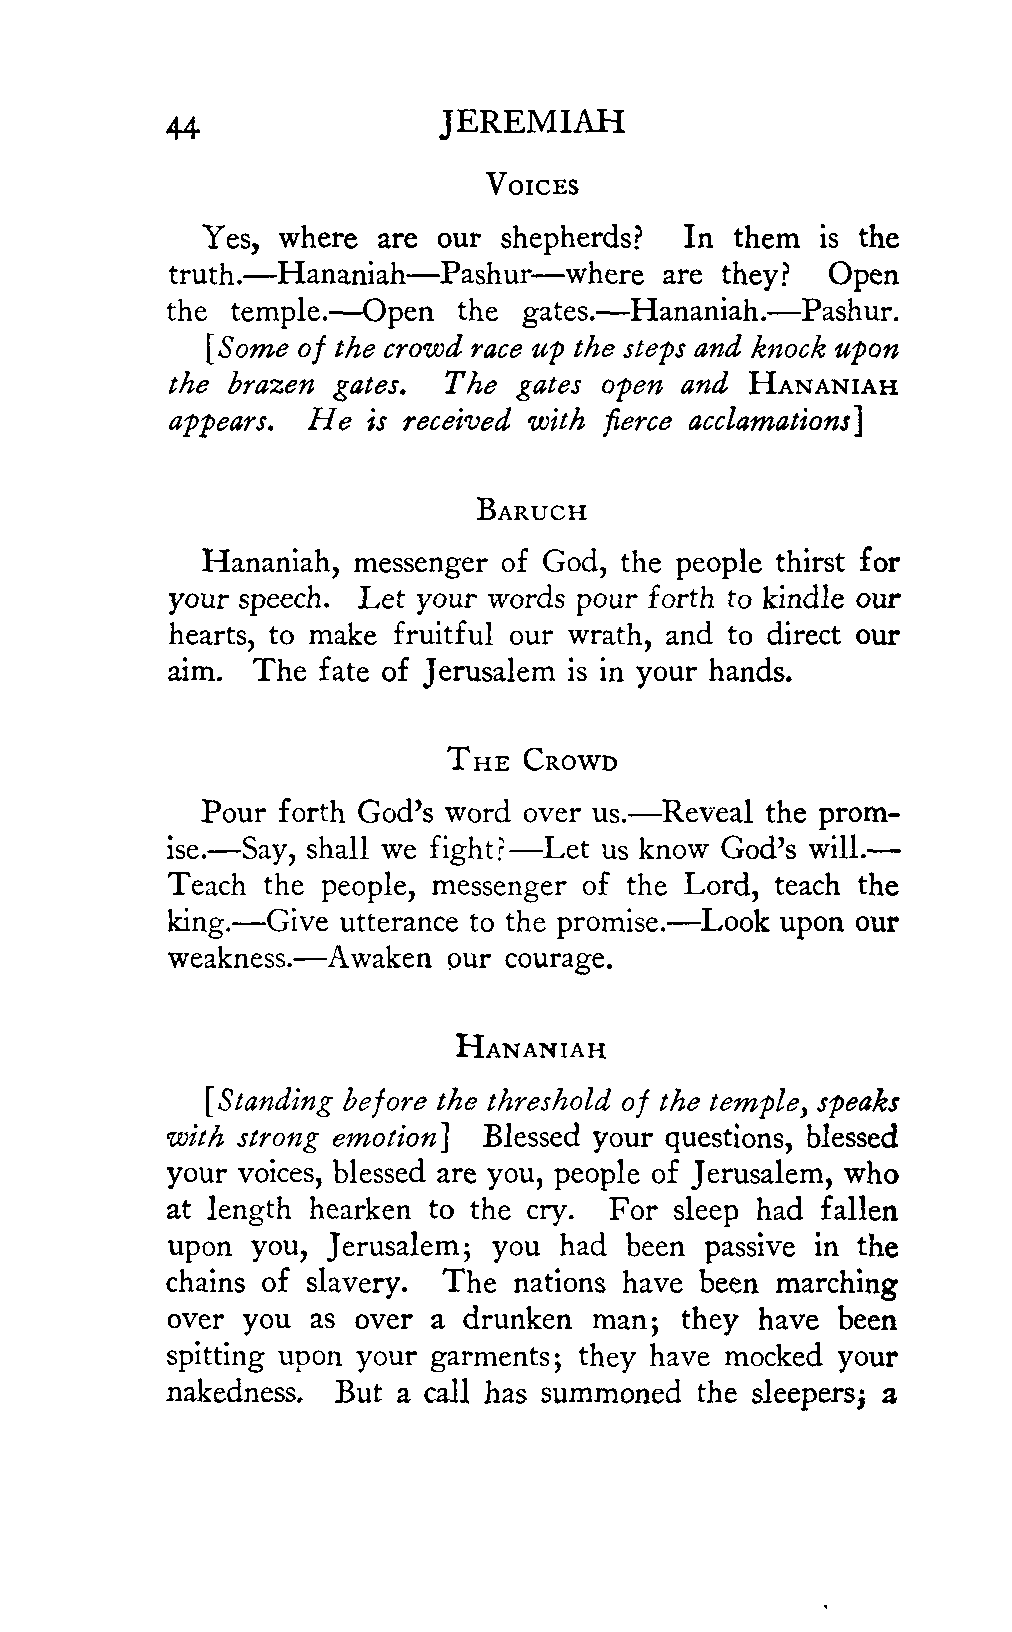 44 JEREMIAH
VOICES
Yes, where are our shepherds? In them is the
truth.—Hananiah—Pashur—where are they? Open
the temple.—Open the gates.—Hananiah.—Pashur.
[Some of the crowd race up the steps and knock upon
the brazen gates. The gates open and HANANIAH
appears. He is received with fierce acclamations]
BARUCH
Hananiah, messenger of God, the people thirst for
your speech. Let your words pour forth to kindle our
hearts, to make fruitful our wrath, and to direct our
aim. The fate of Jerusalem is in your hands.
THE CROWD
Pour forth God's word over us.—Reveal the prom-
ise.—Say, shall we fight?—Let us know God's will.—
Teach the people, messenger of the Lord, teach the
king.—Give utterance to the promise.—Look upon our
weakness.—Awaken our courage.
HANANIAH
[Standing before the threshold of the temple, speaks
with strong emotion] Blessed your questions, blessed
your voices, blessed are you, people of Jerusalem, who
at length hearken to the cry. For sleep had fallen
upon you, Jerusalem; you had been passive in the
chains of slavery. The nations have been marching
over you as over a drunken man; they have been
spitting upon your garments; they have mocked your
nakedness. But a call has summoned the sleepers; a